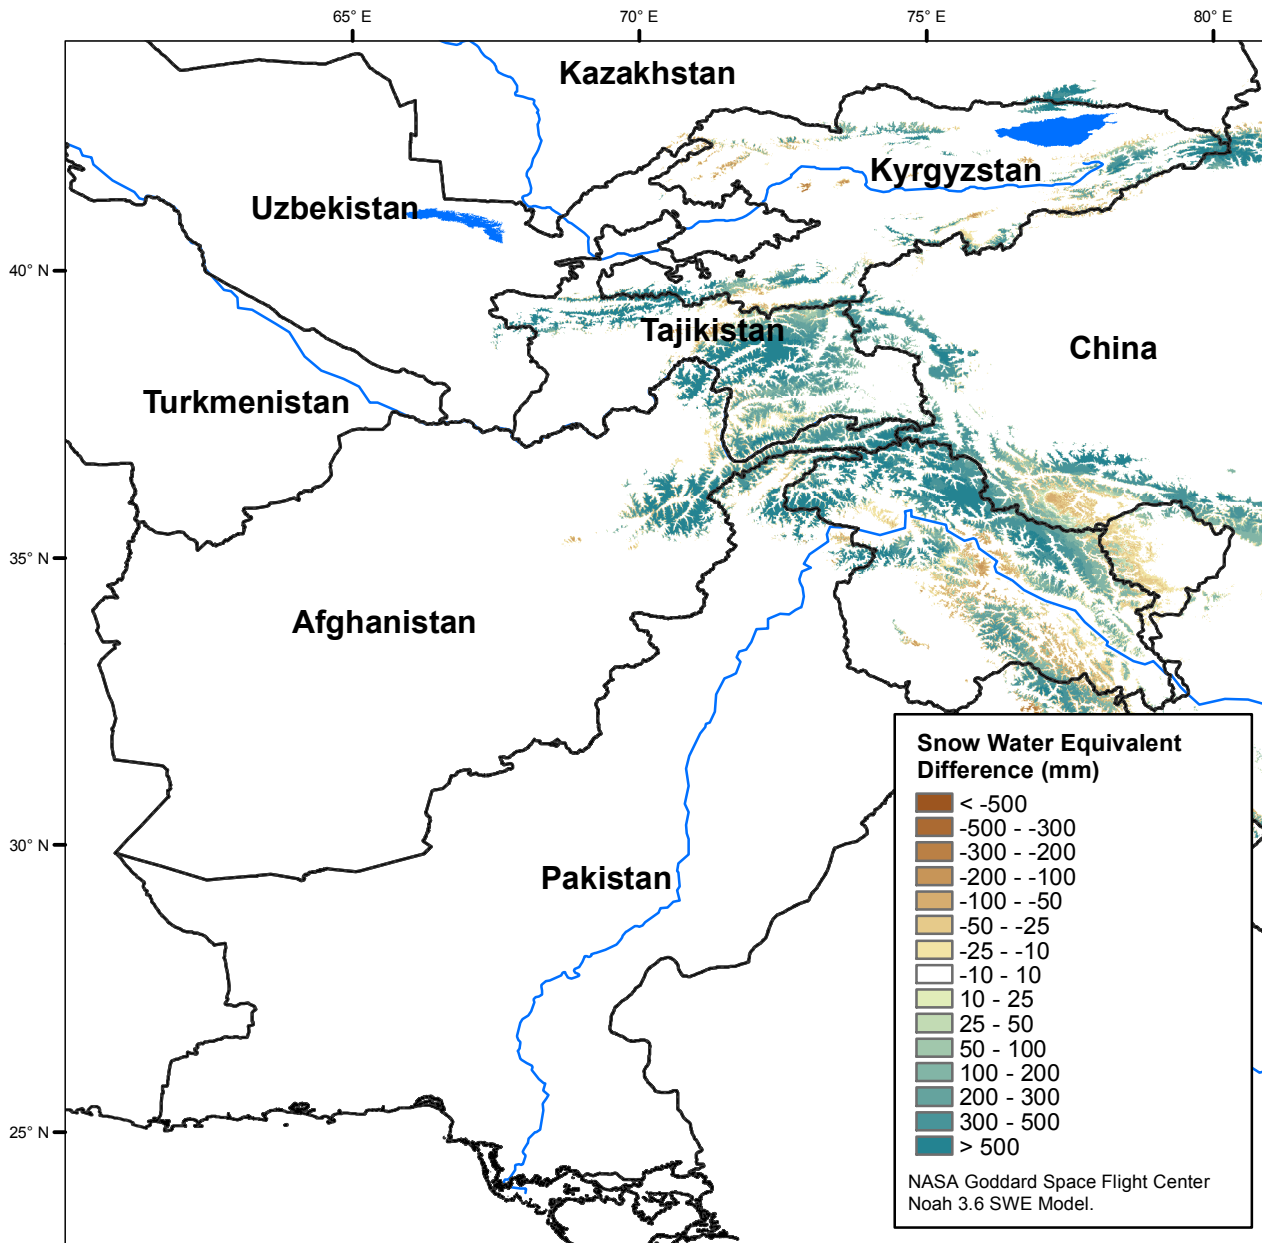 65° E
70° E
75° E
80° E
Kazakhstan
Kyrgyzstan
Uzbekistan
40° N
Tajikistan
China
Turkmenistan
35° N
Afghanistan
Snow Water Equivalent
Difference (mm)
< -500
-500 - -300
-300 - -200
-200 - -100
-100 - -50
-50 - -25
-25 - -10
-10 - 10
10 - 25
25 - 50
50 - 100
100 - 200
200 - 300
300 - 500
> 500
NASA Goddard Space Flight Center
Noah 3.6 SWE Model.
30° N
Pakistan
25° N